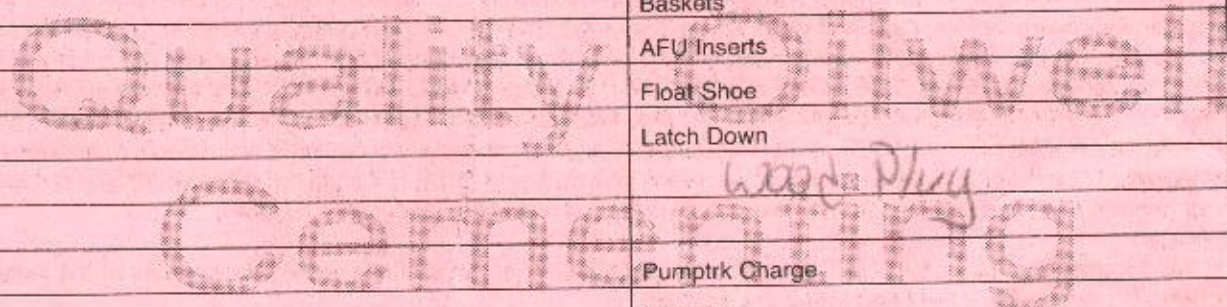 Baskets
AFU Inserts
Float Shoe
Latch Down
Wood Plug
Pumptrk Charge
Quality Oilwell
Cementing